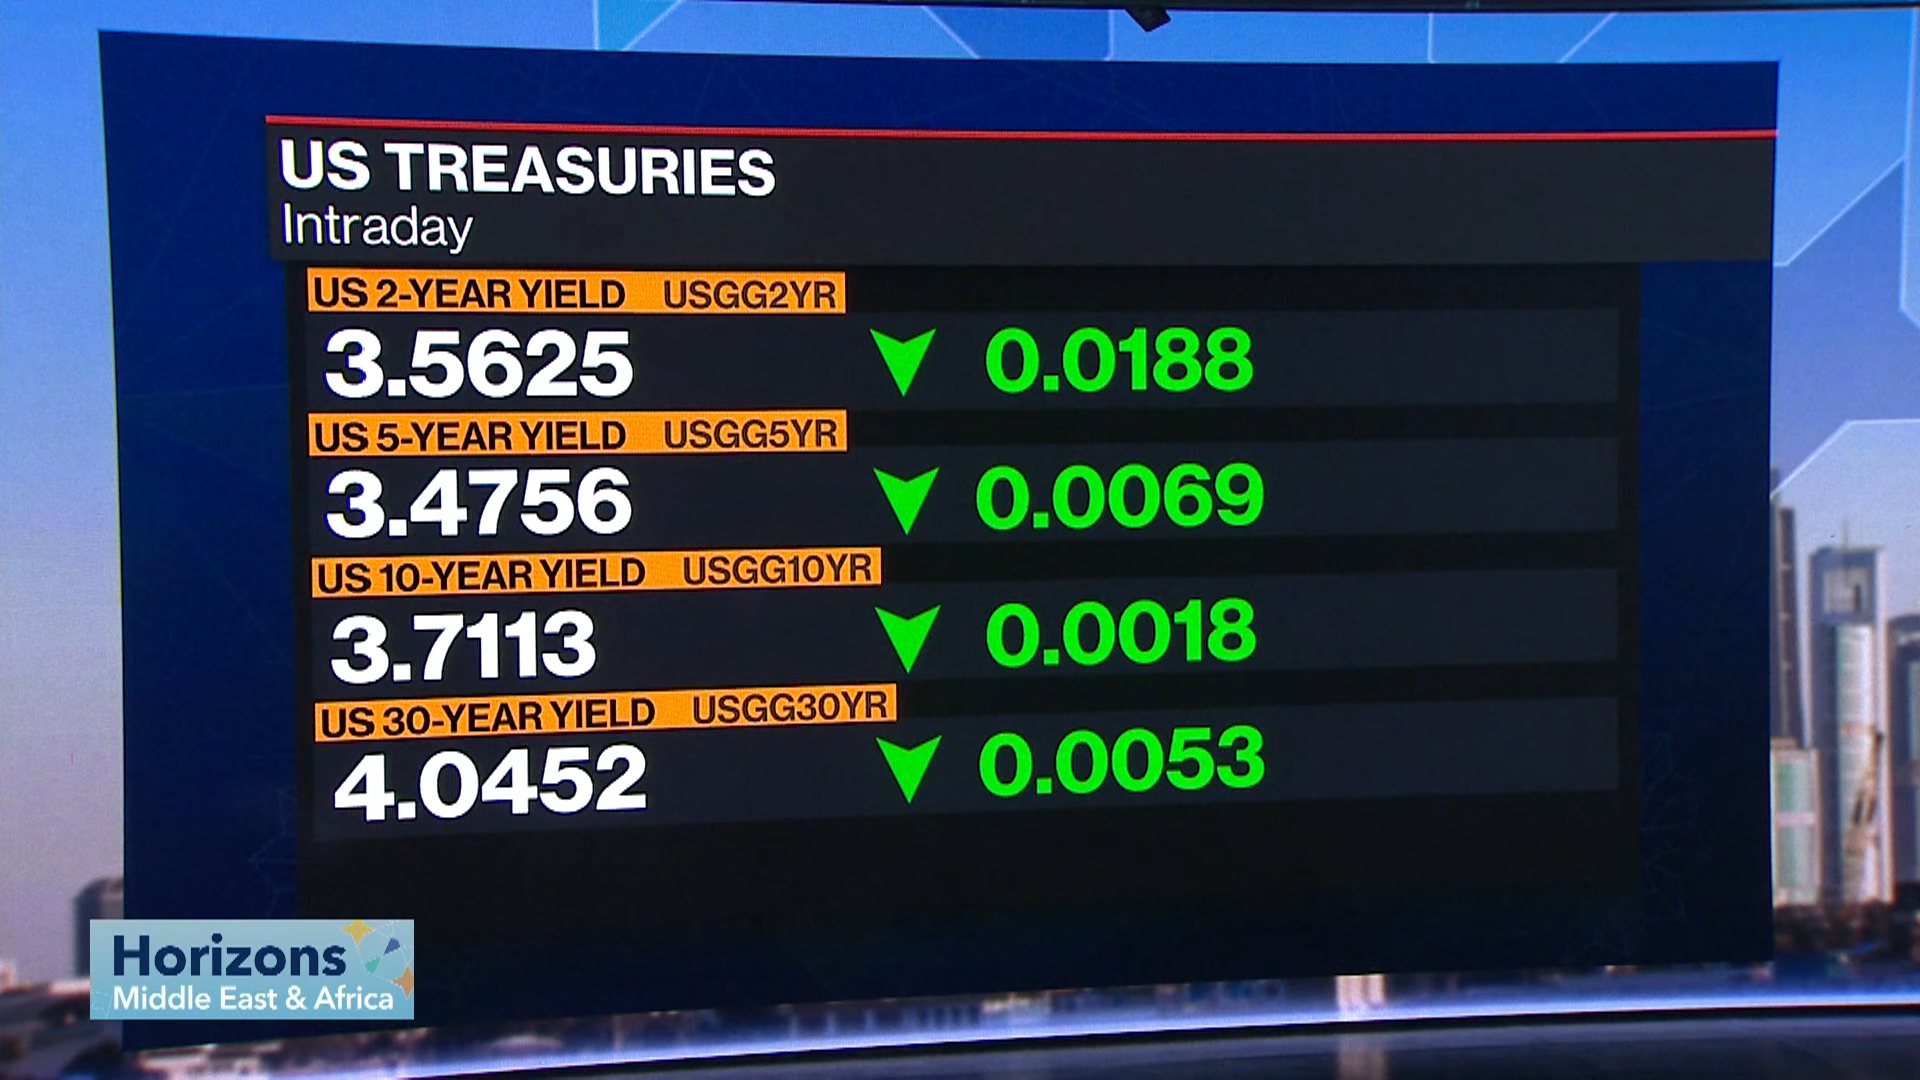 US TREASURIES
Intraday
US 2-YEAR YIELD USGG2YR
3.5625 0.0188
US 5-YEAR YIELD USGG5YR
3.4756 0.0069
US 10-YEAR YIELD USGG10YR
3.7113 0.0018
US 30-YEAR YIELD USGG30YR
4.0452 0.0053
Horizons
Middle East & Africa